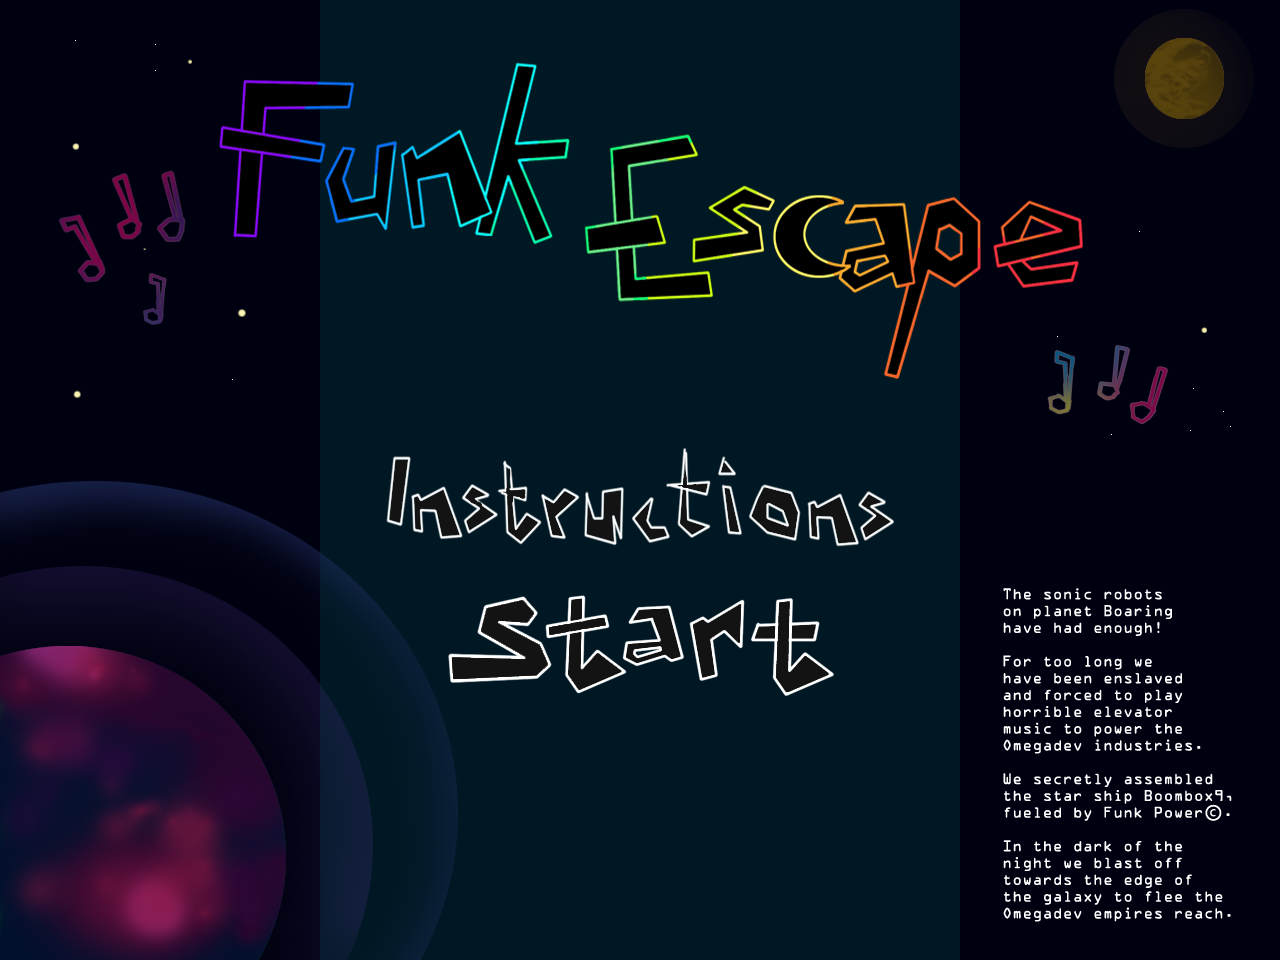 Funk Escape
Instructions
Start
The sonic robots
on planet Boaring
have had enough!
For too long we
have been enslaved
and forced to play
horrible elevator
music to power the
Omegadev industries.
We secretly assembled
the star ship Boombox9,
fueled by Funk Power©.
In the dark of the
night we blast off
towards the edge of
the galaxy to flee the
Omegadev empires reach.